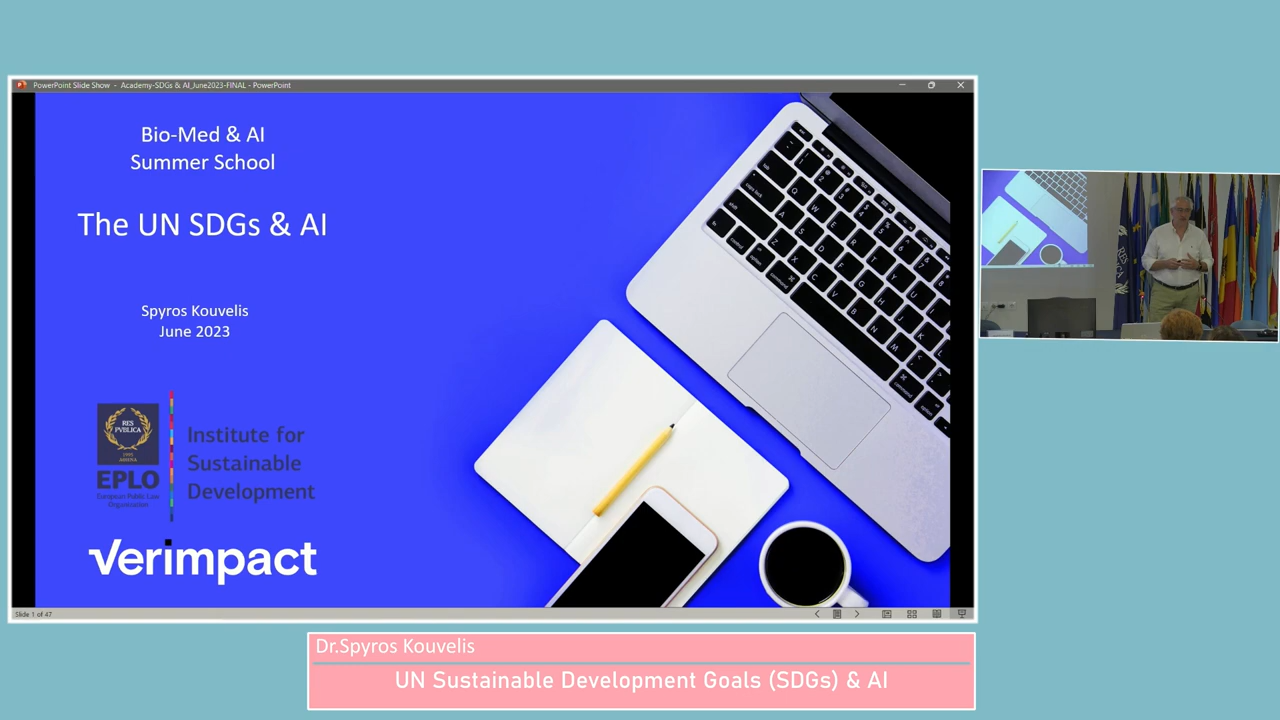 PowerPoint Slide Show - Academy-SDGs & AI_June2023-FINAL - PowerPoint
Bio-Med & AI
Summer School
The UN SDGs & AI
Spyros Kouvelis
June 2023
RES
PVBLICA
1995
EPLO
European Public Law
Organization
Institute for
Sustainable
Development
Verimpact
Slide 1 of 47
Dr.Spyros Kouvelis
UN Sustainable Development Goals (SDGs) & AI